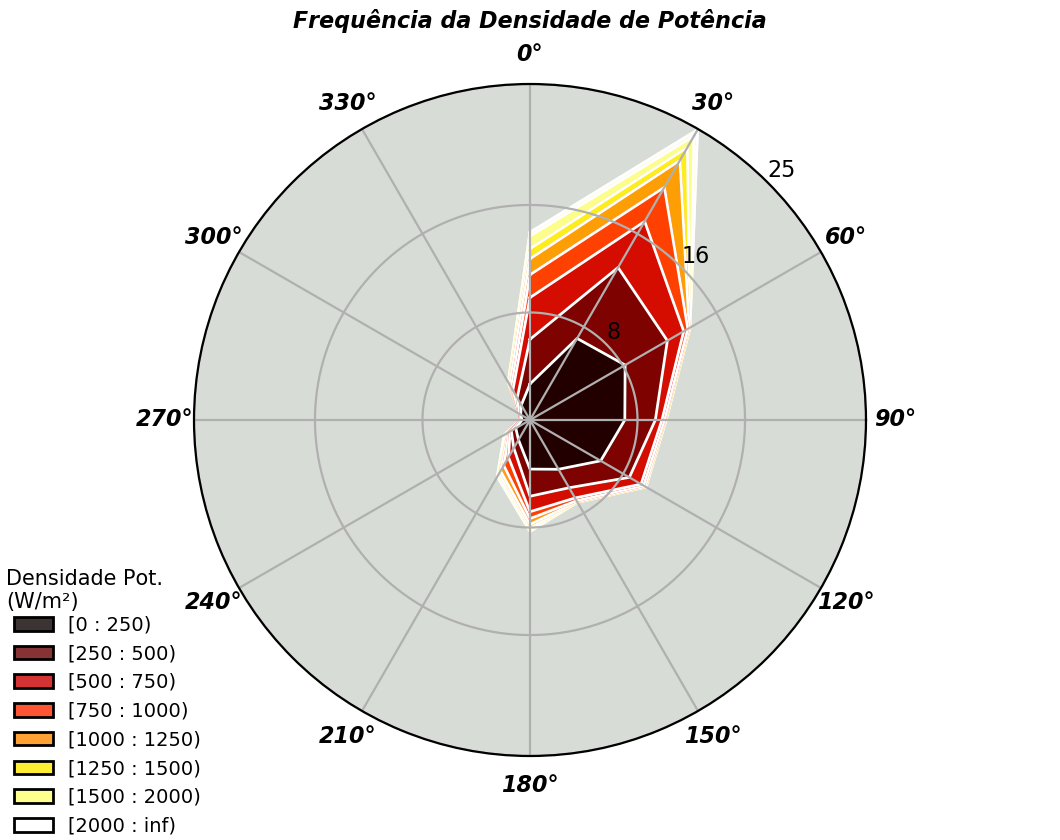 Frequência da Densidade de Potência
0°
330°
30°
25
300°
60°
16
8
270°
90°
240°
120°
210°
150°
180°
Densidade Pot.
(W/m²)
[0 : 250)
[250 : 500)
[500 : 750)
[750 : 1000)
[1000 : 1250)
[1250 : 1500)
[1500 : 2000)
[2000 : inf)